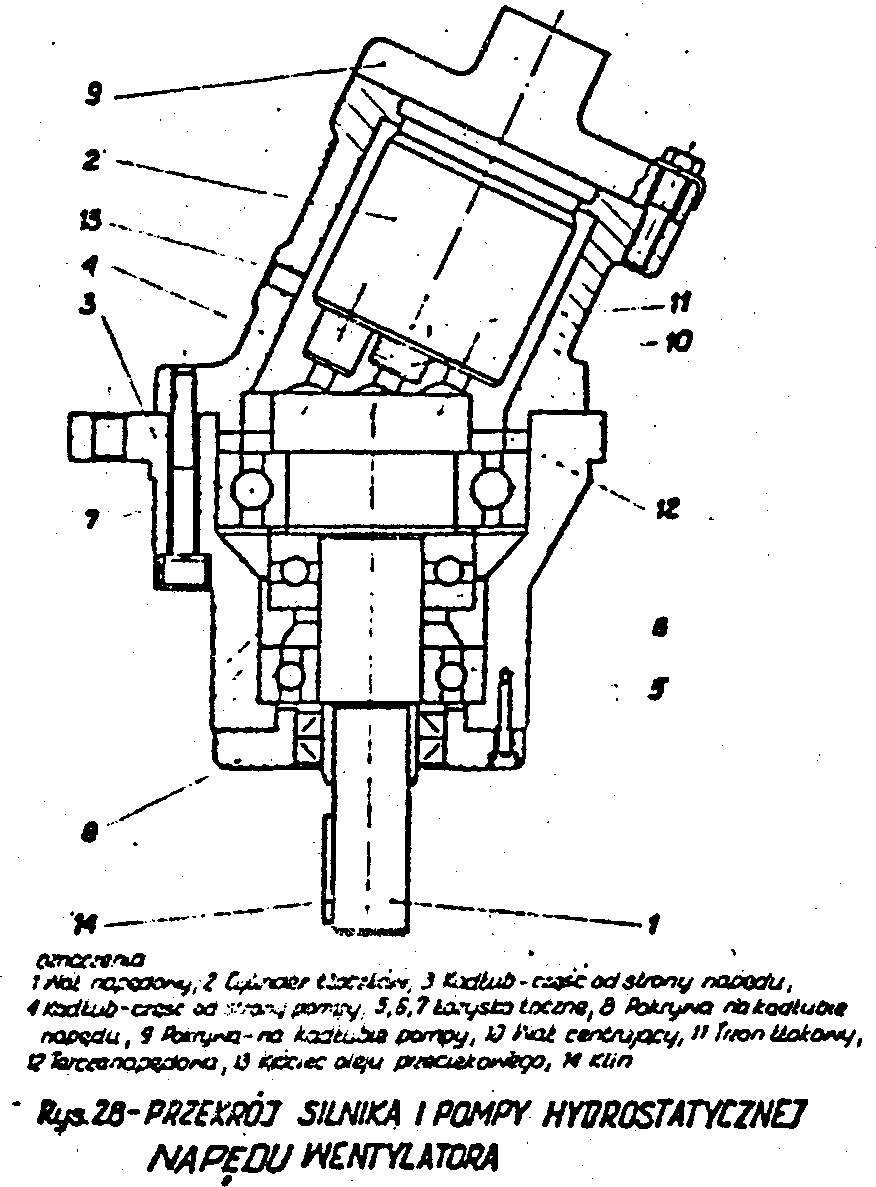 9
2
13
4
3
11
10
7
12
6
5
8
14
1
oznaczenia
1 Wał napędowy, 2 Cylinder tłoczków, 3 Kadłub-część od strony napędu,
4 Kadłub-część od strony pompy, 5,6,7 Łożyska toczne, 8 Pokrywa na kadłubie
napędu, 9 Pokrywa-na kadłubie pompy, 10 Wał centrujący, 11 Trzon tłokowy,
12 Tarcza napędowa, 13 Króciec oleju przeciekowego, 14 Klin
Rys.28-PRZEKRÓJ SILNIKA I POMPY HYDROSTATYCZNEJ
NAPĘDU WENTYLATORA